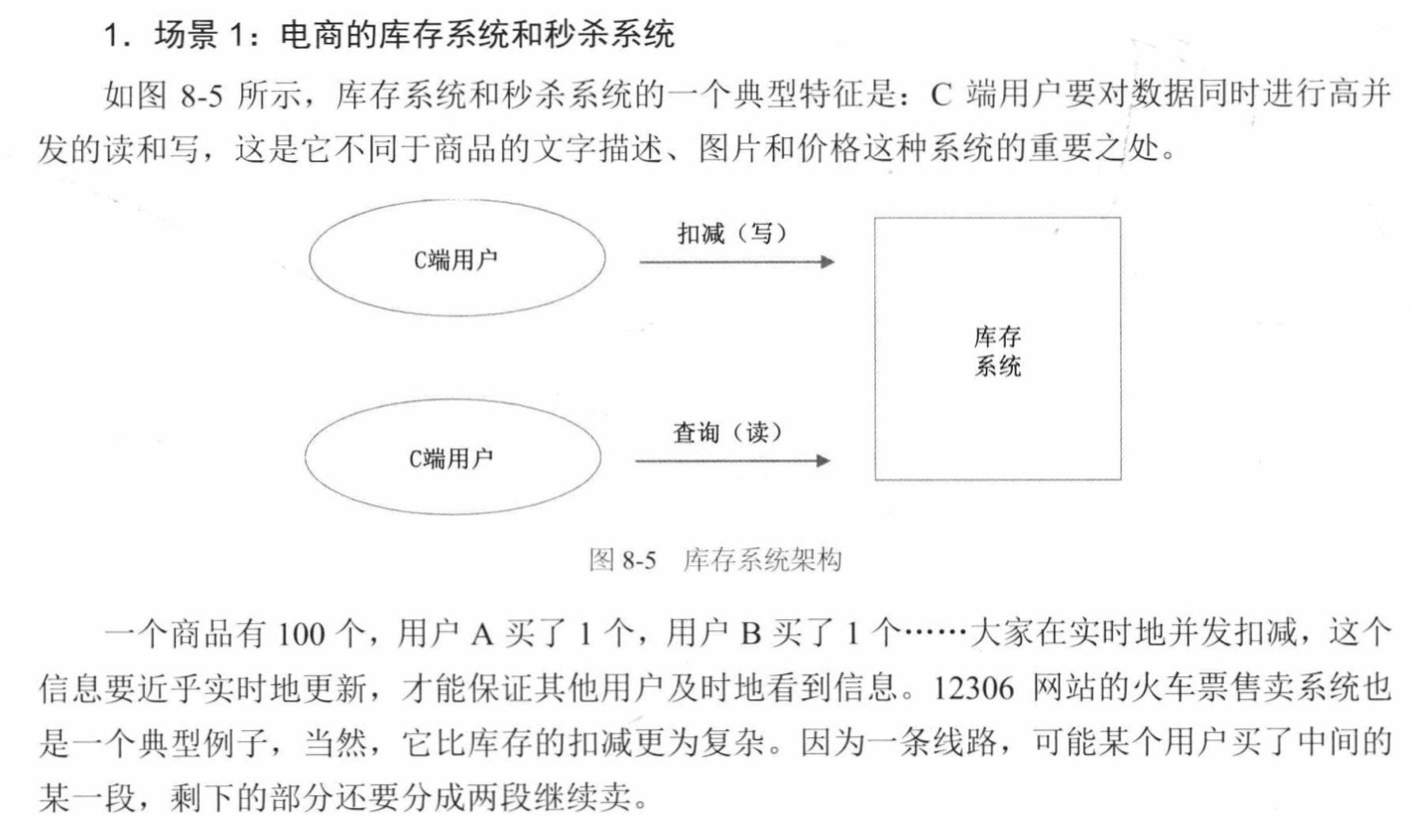 1．场景 1：电商的库存系统和秒杀系统
如图 8-5 所示，库存系统和秒杀系统的一个典型特征是：C 端用户要对数据同时进行高并
发的读和写，这是它不同于商品的文字描述、图片和价格这种系统的重要之处。
C端用户
扣减（写）
库存
系统
C端用户
查询（读）
图 8-5 库存系统架构
一个商品有 100 个，用户 A 买了 1 个，用户 B 买了 1 个……大家在实时地并发扣减，这个
信息要近乎实时地更新，才能保证其他用户及时地看到信息。12306 网站的火车票售卖系统也
是一个典型例子，当然，它比库存的扣减更为复杂。因为一条线路，可能某个用户买了中间的
某一段，剩下的部分还要分成两段继续卖。